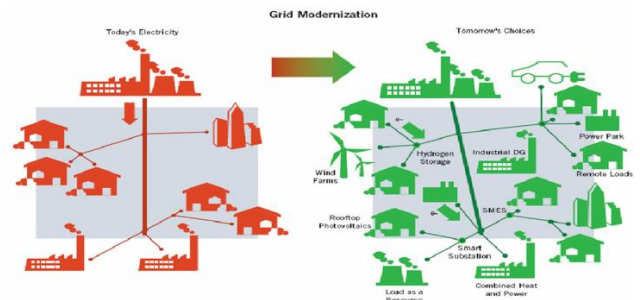 Grid Modernization
Today's Electricity
Tomorrow's Choices
e-
Power Park
Hydrogen
Storage
Industrial DG
Wind
Farms
Remote Loads
Rooftop
Photovoltaics
e-
SMES
Smart
Substation
Load as a
Resource
Combined Heat
and Power